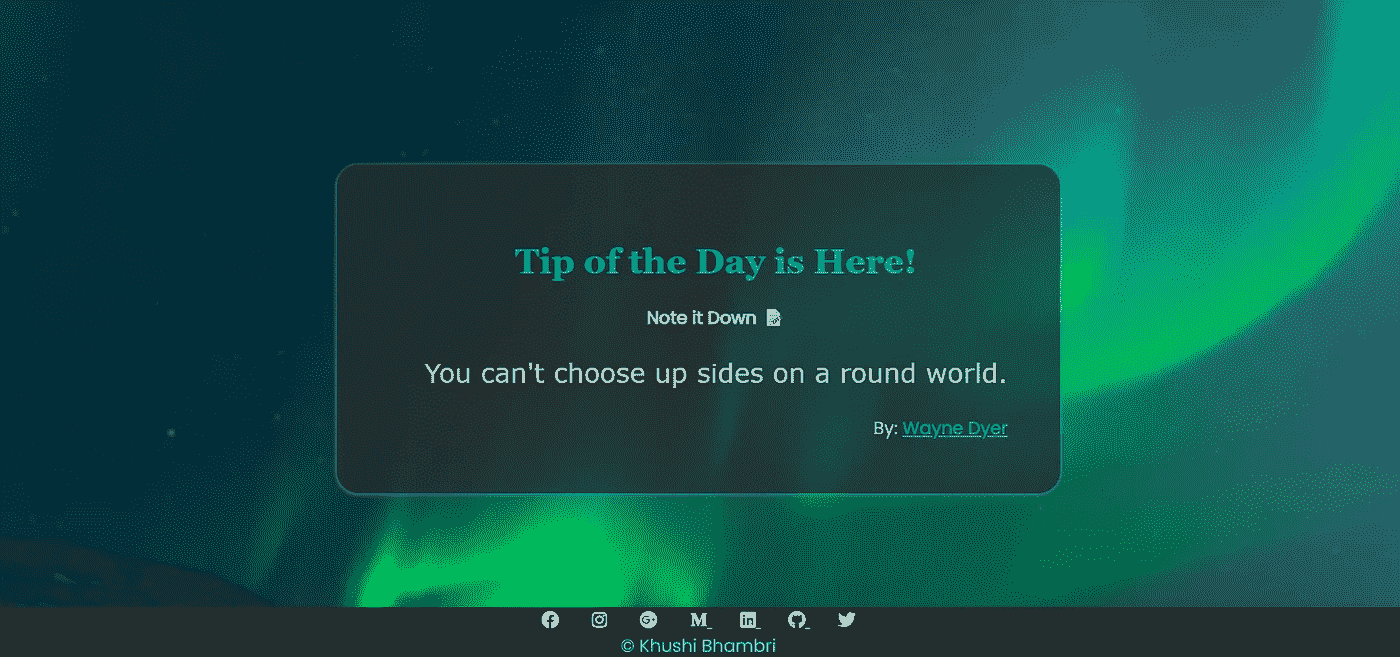 Tip of the Day is Here!
Note it Down
You can't choose up sides on a round world.
By: Wayne Dyer
© Khushi Bhambri